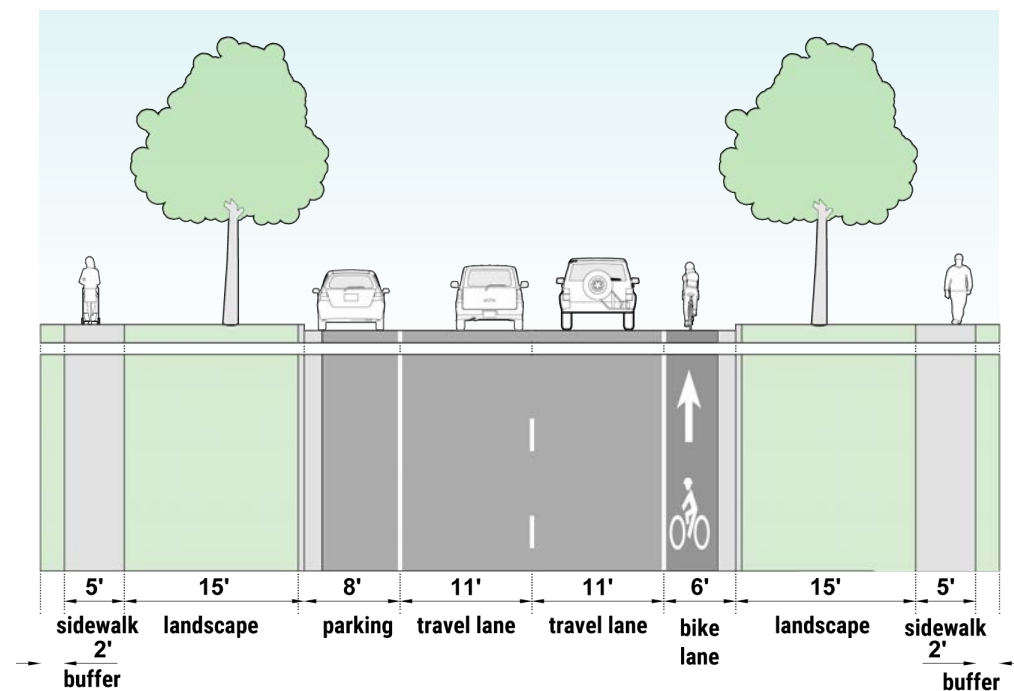 5' 15' 8' 11' 11' 6' 15' 5'
sidewalk landscape parking travel lane travel lane bike lane landscape sidewalk
2' 2'
buffer buffer